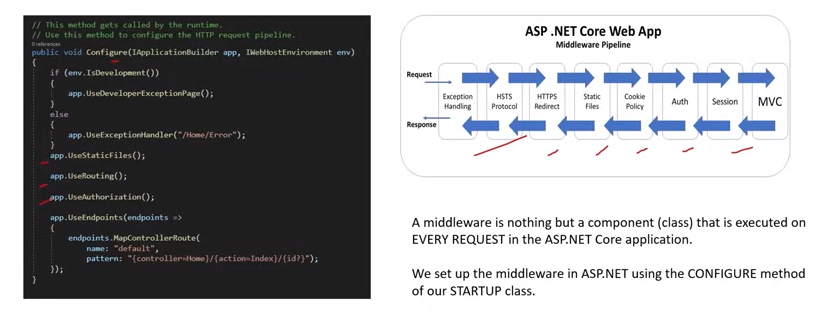 // This method gets called by the runtime.
// Use this method to configure the HTTP request pipeline.
0 references
public void Configure(IApplicationBuilder app, IWebHostEnvironment env)
{
if (env.IsDevelopment())
{
app.UseDeveloperExceptionPage();
}
else
{
app.UseExceptionHandler("/Home/Error");
}
app.UseStaticFiles();
app.UseRouting();
app.UseAuthorization();
app.UseEndpoints(endpoints =>
{
endpoints.MapControllerRoute(
name: "default",
pattern: "{controller=Home}/{action=Index}/{id?}");
});
}
ASP .NET Core Web App
Middleware Pipeline
Request
Response
Exception
Handling
HSTS
Protocol
HTTPS
Redirect
Static
Files
Cookie
Policy
Auth
Session
MVC
A middleware is nothing but a component (class) that is executed on
EVERY REQUEST in the ASP.NET Core application.
We set up the middleware in ASP.NET using the CONFIGURE method
of our STARTUP class.